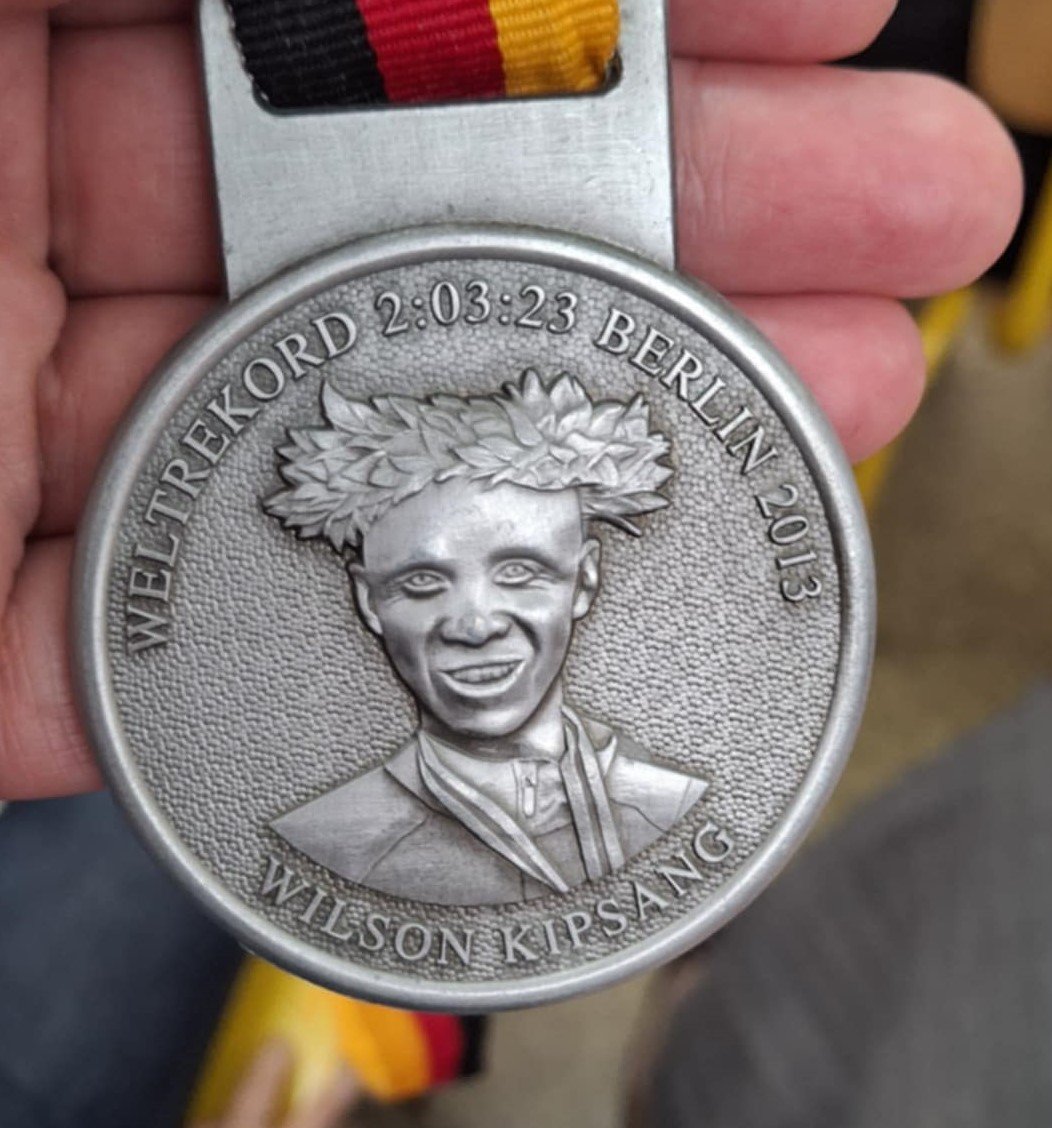 WELTREKORD 2:03:23 BERLIN 2013
WILSON KIPSANG